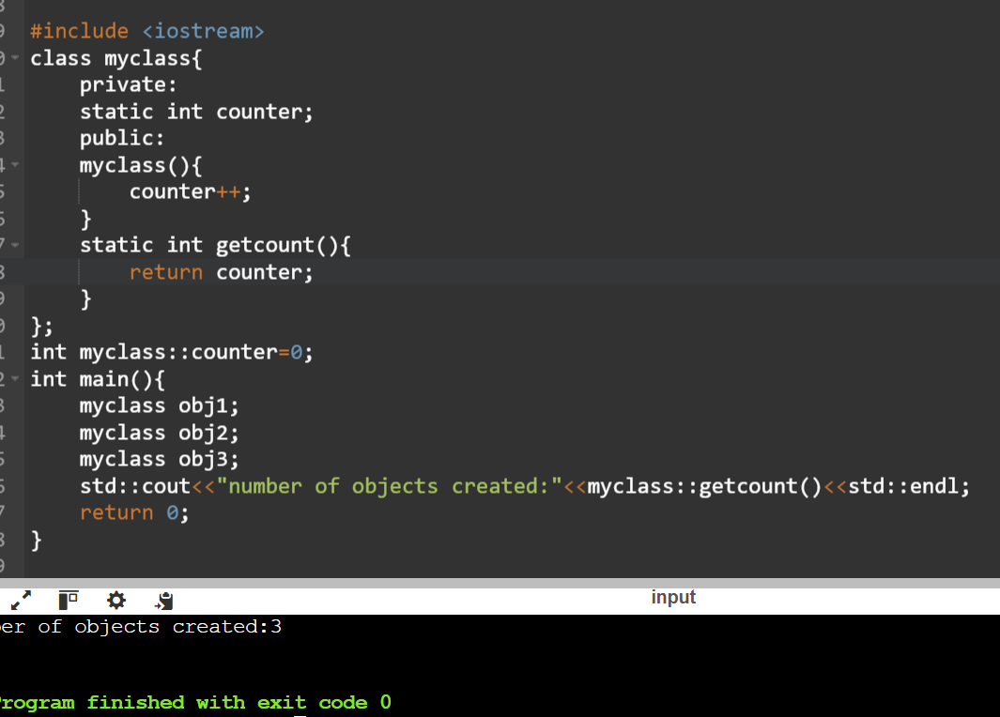 #include <iostream>
class myclass{
    private:
    static int counter;
    public:
    myclass(){
        counter++;
    }
    static int getcount(){
        return counter;
    }
};
int myclass::counter=0;
int main(){
    myclass obj1;
    myclass obj2;
    myclass obj3;
    std::cout<<"number of objects created:"<<myclass::getcount()<<std::endl;
    return 0;
}
input
of objects created:3
finished with exit code 0